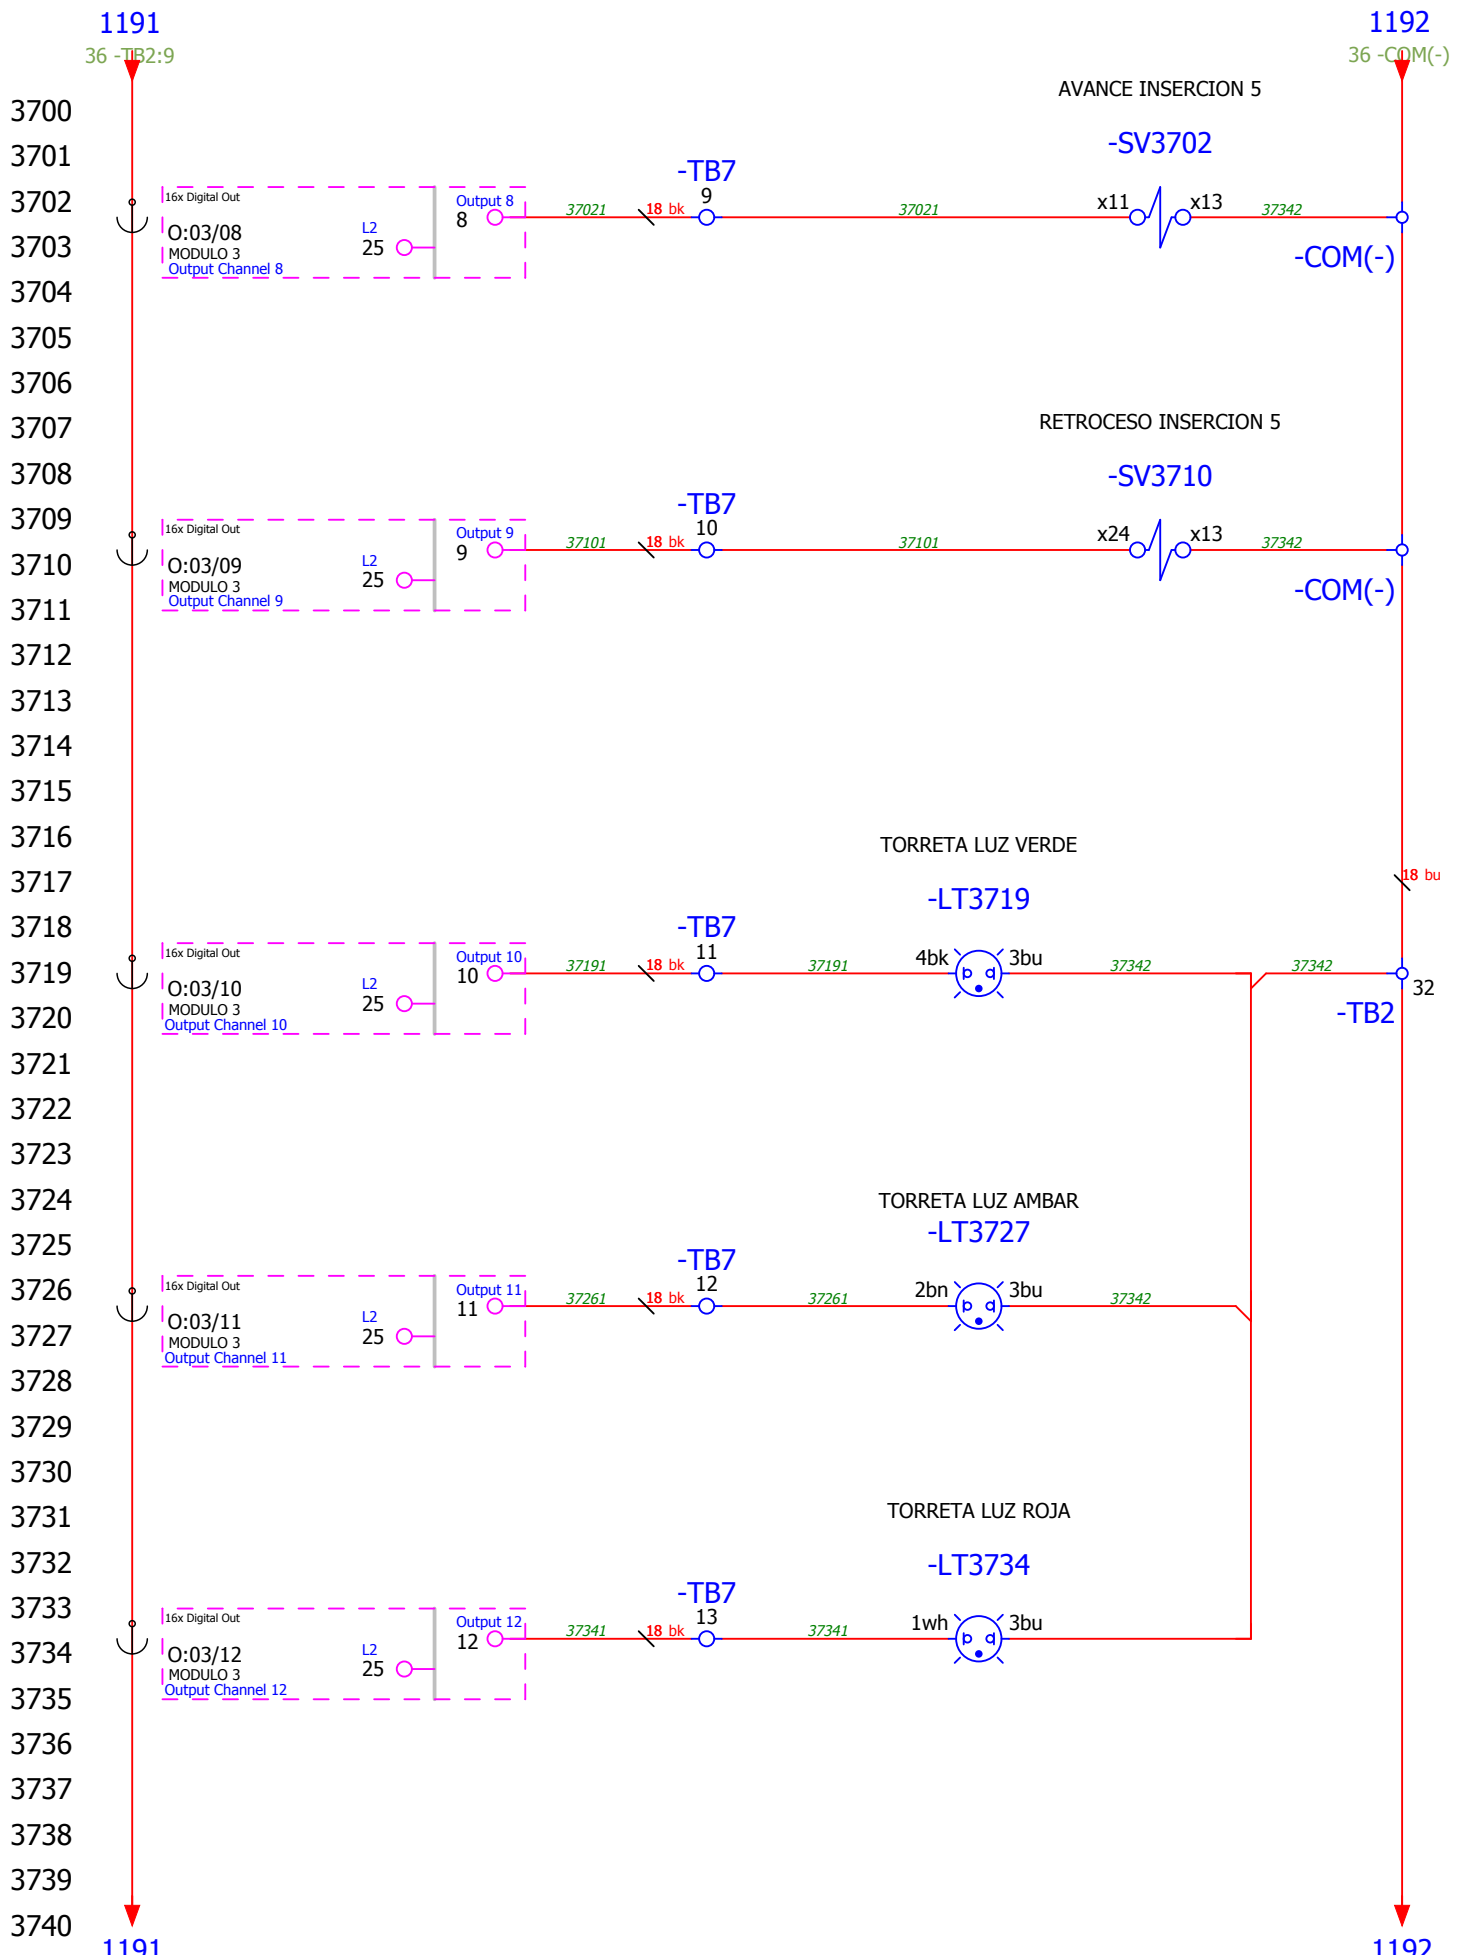 1191
1192
36 -TB2:9
36 -COM(-)
AVANCE INSERCION 5
3700
3701
-SV3702
-TB7
3702
16x Digital Out
Output 8
8
37021
18 bk
9
37021
x11
x13
37342
3703
O:03/08
L2
25
MODULO 3
Output Channel 8
-COM(-)
3704
3705
3706
3707
RETROCESO INSERCION 5
3708
-SV3710
3709
-TB7
16x Digital Out
Output 9
9
37101
18 bk
10
37101
x24
x13
37342
3710
O:03/09
L2
25
MODULO 3
Output Channel 9
-COM(-)
3711
3712
3713
3714
3715
3716
TORRETA LUZ VERDE
3717
18 bu
-LT3719
3718
-TB7
3719
16x Digital Out
Output 10
10
37191
18 bk
11
37191
4bk
3bu
37342
37342
32
O:03/10
L2
25
MODULO 3
Output Channel 10
3720
-TB2
3721
3722
3723
3724
TORRETA LUZ AMBAR
-LT3727
3725
-TB7
3726
16x Digital Out
Output 11
11
37261
18 bk
12
37261
2bn
3bu
37342
O:03/11
L2
25
MODULO 3
Output Channel 11
3727
3728
3729
3730
3731
TORRETA LUZ ROJA
3732
-LT3734
3733
-TB7
16x Digital Out
Output 12
12
37341
18 bk
13
37341
1wh
3bu
3734
O:03/12
L2
25
MODULO 3
Output Channel 12
3735
3736
3737
3738
3739
3740
1191
1192